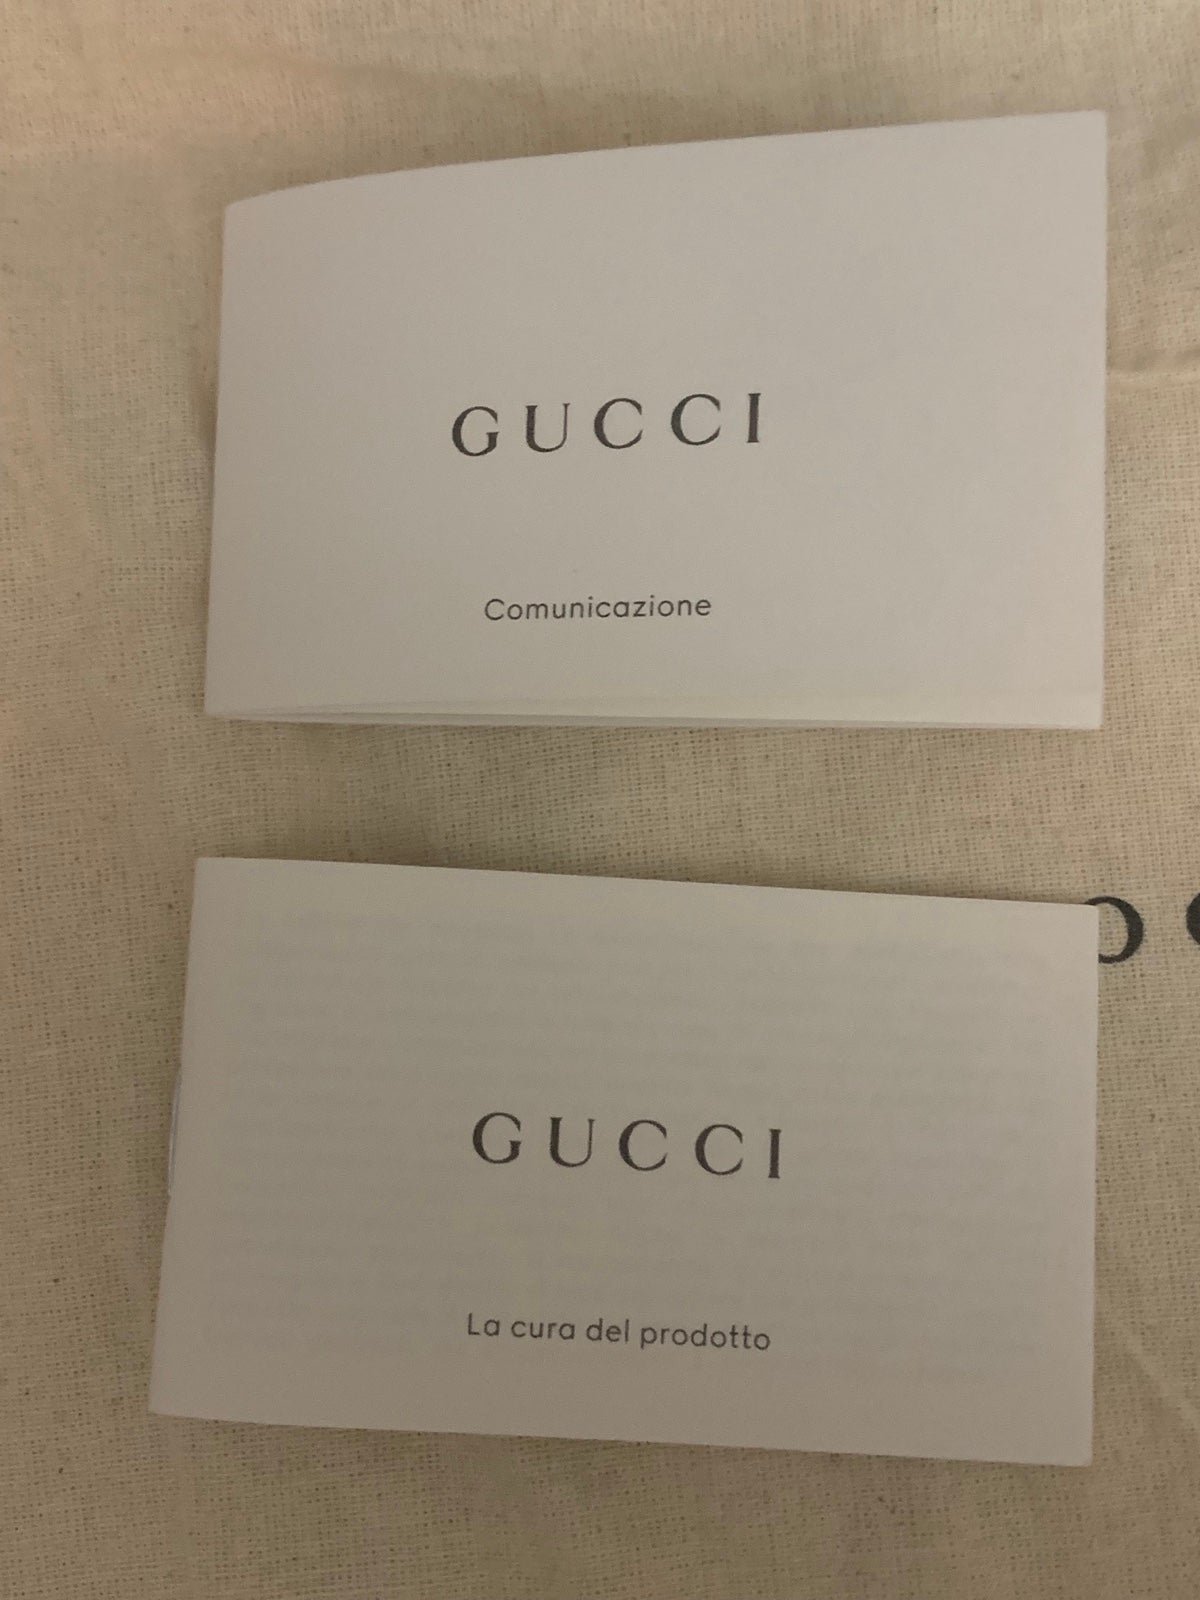 GUCCI
Comunicazione
GUCCI
La cura del prodotto